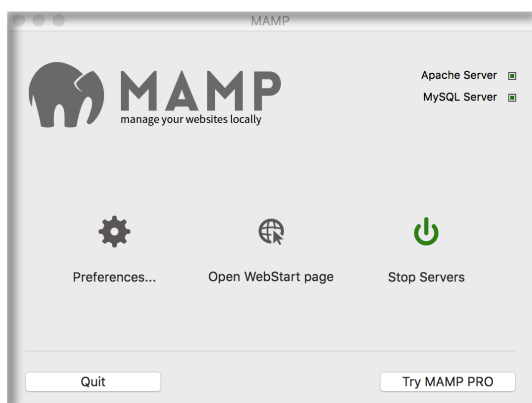 MAMP
MAMP
manage your websites locally
Apache Server
MySQL Server
Preferences...
Open WebStart page
Stop Servers
Quit
Try MAMP PRO